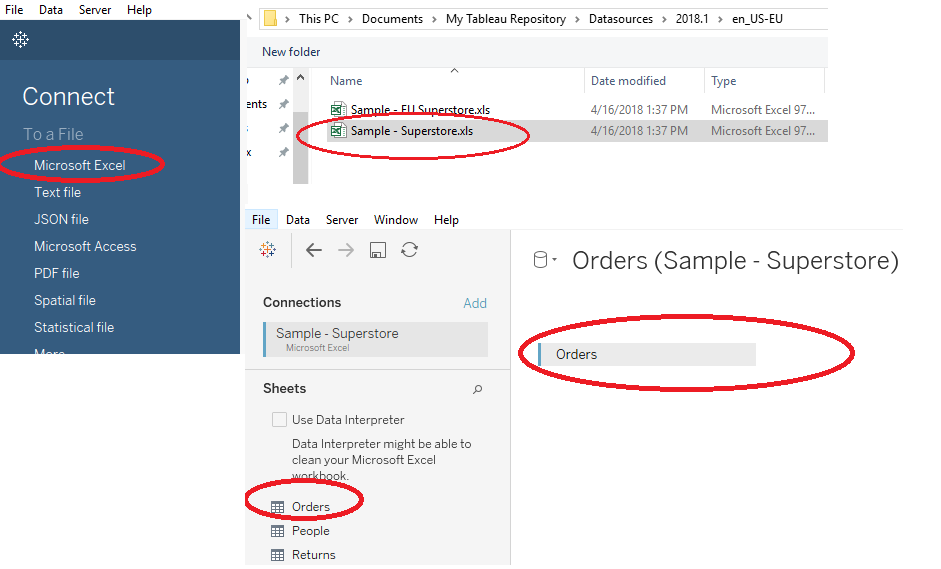 File Data Server Help
Connect
To a File
Microsoft Excel
Text file
JSON file
Microsoft Access
PDF file
Spatial file
Statistical file
More
This PC > Documents > My Tableau Repository > Datasources > 2018.1 > en_US-EU
New folder
Name Date modified Type
ents
Sample - EU Superstore.xls 4/16/2018 1:37 PM Microsoft Excel 97...
Sample - Superstore.xls 4/16/2018 1:37 PM Microsoft Excel 97...
File Data Server Window Help
Connections Add
Sample - Superstore
Microsoft Excel
Sheets
Use Data Interpreter
Data Interpreter might be able to
clean your Microsoft Excel
workbook.
Orders
People
Returns
Orders (Sample - Superstore)
Orders